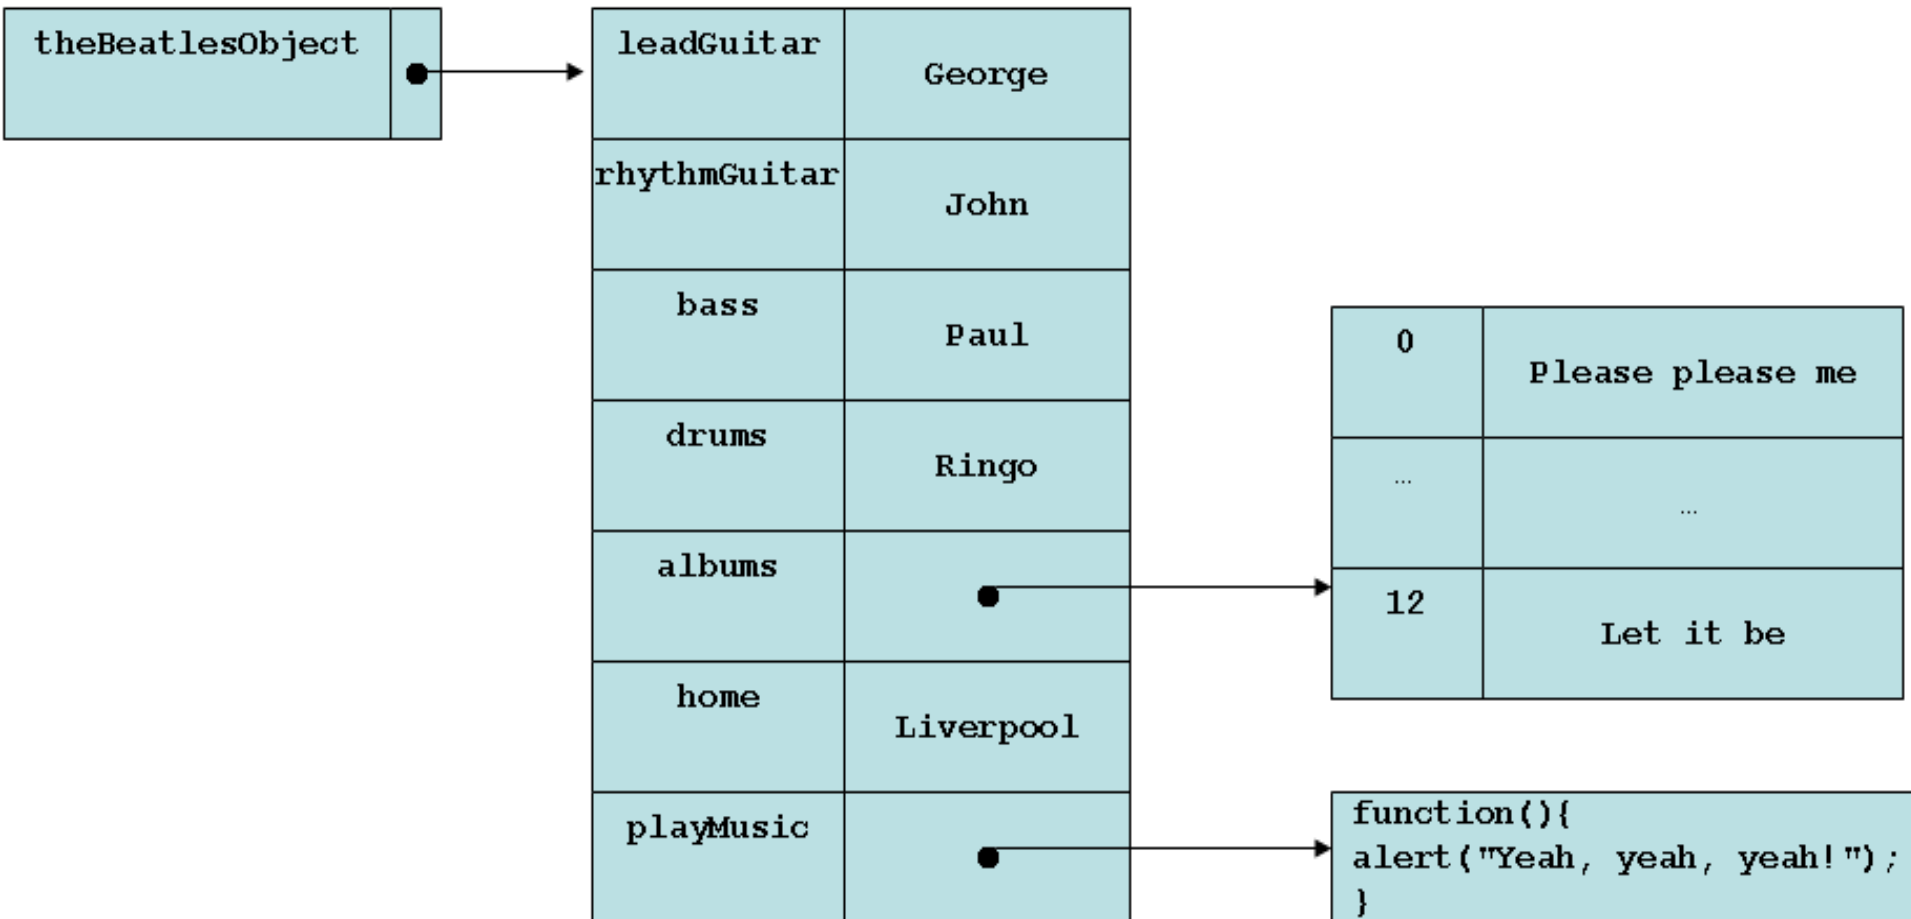 theBeatlesObject
leadGuitar
George
rhythmGuitar
John
bass
Paul
drums
Ringo
albums
home
Liverpool
playMusic
0
Please please me
...
...
12
Let it be
function(){
alert("Yeah, yeah, yeah!");
}